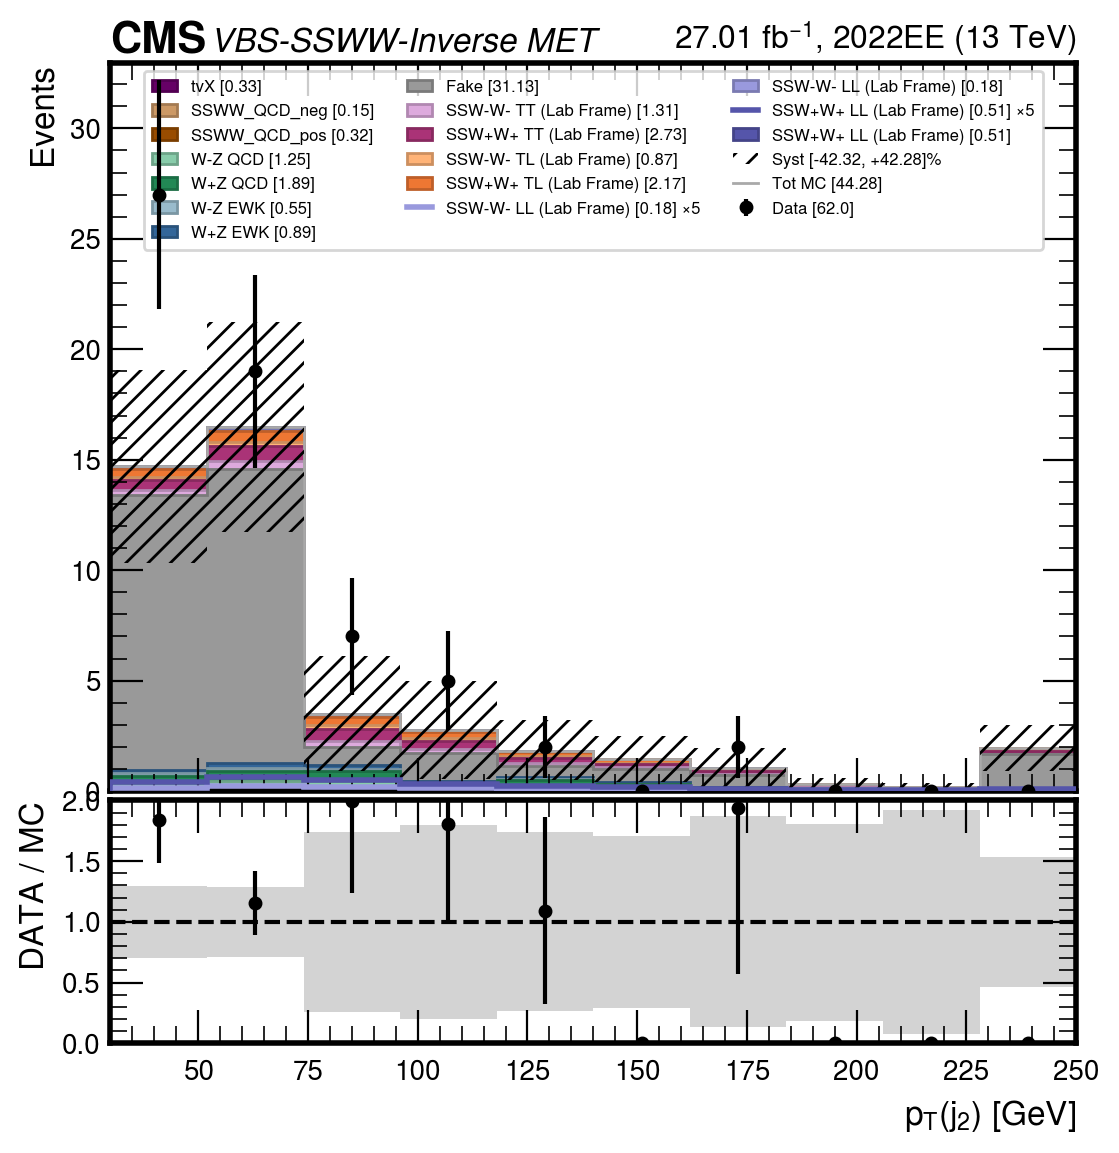 CMS VBS-SSWW-Inverse MET 27.01 fb⁻¹, 2022EE (13 TeV)
Events
tVX [0.33]
SSWW_QCD_neg [0.15]
SSWW_QCD_pos [0.32]
W-Z QCD [1.25]
W+Z QCD [1.89]
W-Z EWK [0.55]
W+Z EWK [0.89]
Fake [31.13]
SSW-W- TT (Lab Frame) [1.31]
SSW+W+ TT (Lab Frame) [2.73]
SSW-W- TL (Lab Frame) [0.87]
SSW+W+ TL (Lab Frame) [2.17]
SSW-W- LL (Lab Frame) [0.18] ×5
SSW-W- LL (Lab Frame) [0.18]
SSW+W+ LL (Lab Frame) [0.51] ×5
SSW+W+ LL (Lab Frame) [0.51]
Syst [-42.32, +42.28]%
Tot MC [44.28]
Data [62.0]
30
25
20
15
10
5
0
DATA / MC
2.0
1.5
1.0
0.5
0.0
50 75 100 125 150 175 200 225 250
p_T(j_2) [GeV]